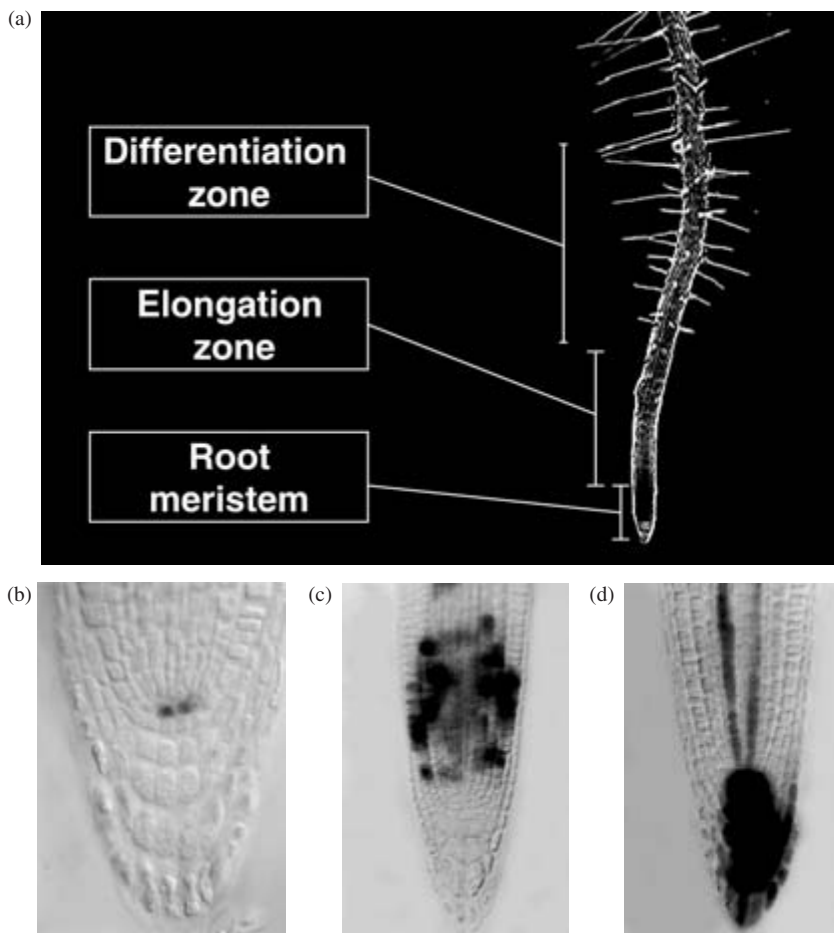 (a)
Differentiation
zone
Elongation
zone
Root
meristem
(b)
(c)
(d)